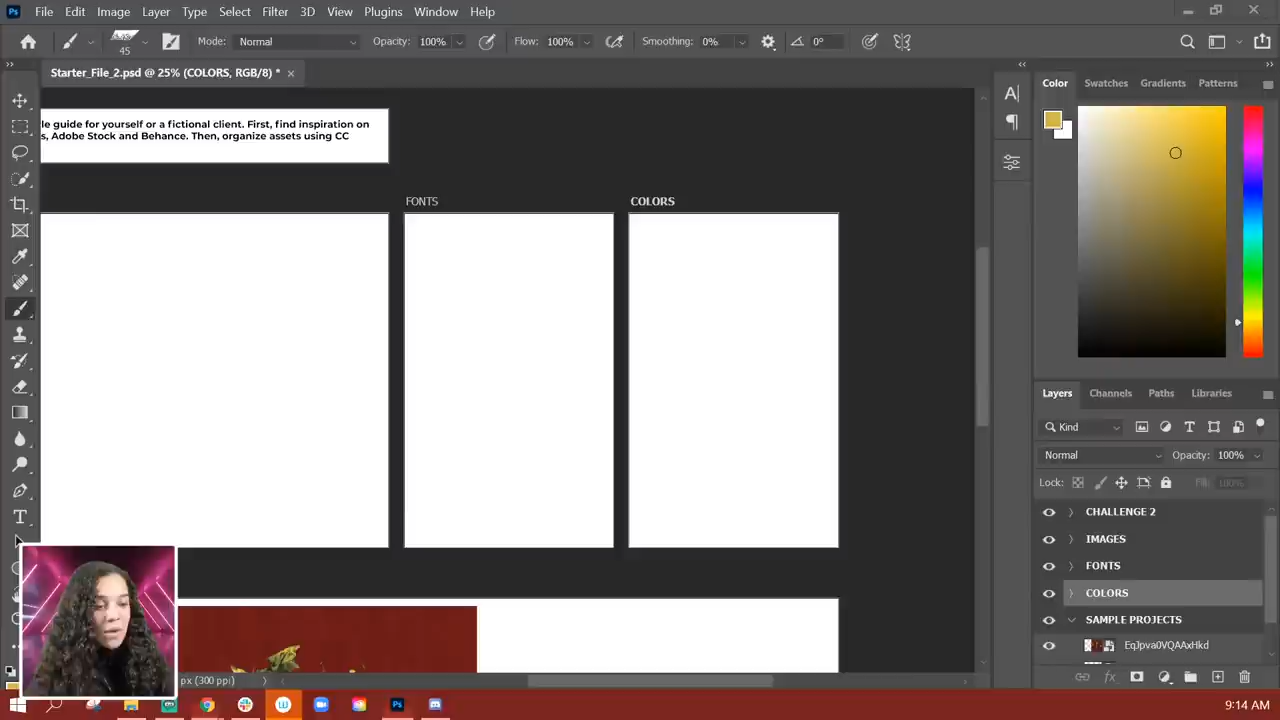 Ps File Edit Image Layer Type Select Filter 3D View Plugins Window Help
45 Mode: Normal Opacity: 100% Flow: 100% Smoothing: 0% 0°
Starter_File_2.psd @ 25% (COLORS, RGB/8) *
Color Swatches Gradients Patterns
le guide for yourself or a fictional client. First, find inspiration on
s, Adobe Stock and Behance. Then, organize assets using CC
FONTS COLORS
Layers Channels Paths Libraries
Kind
Normal Opacity: 100%
Lock: Fill: 100%
CHALLENGE 2
IMAGES
FONTS
COLORS
SAMPLE PROJECTS
EqJpva0VQAAxHkd
px (300 ppi)
9:14 AM